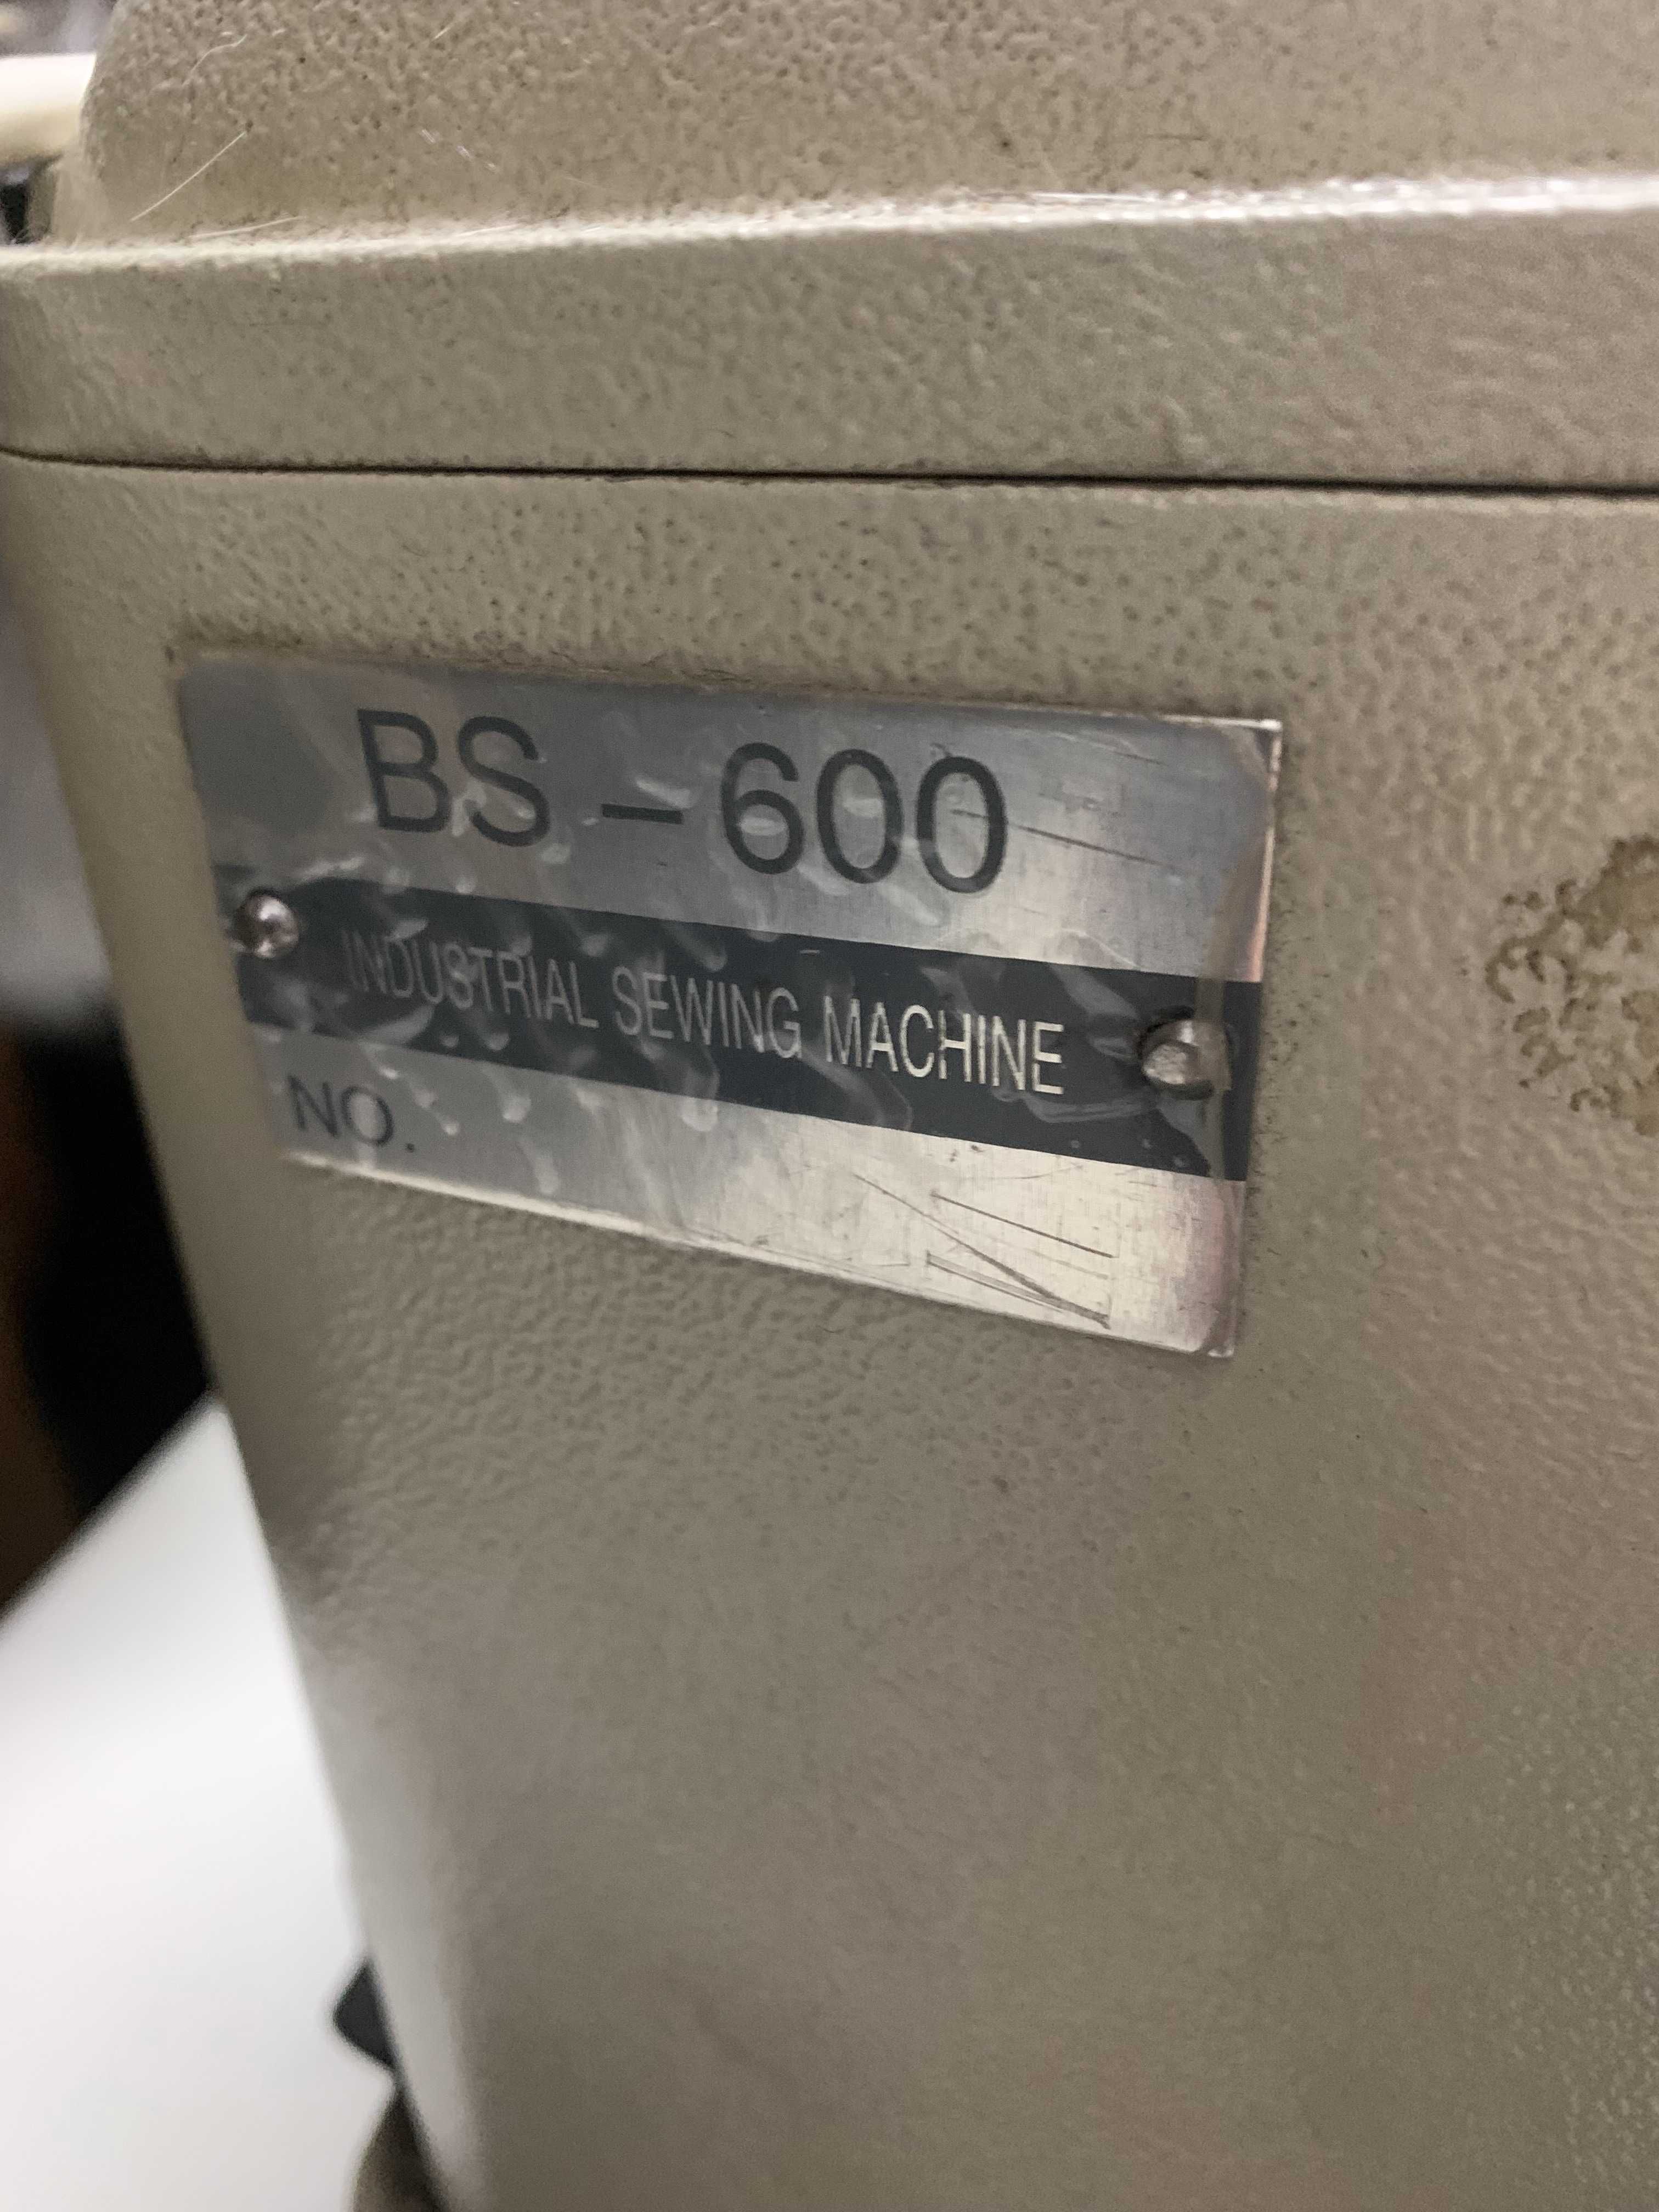 BS-600
INDUSTRIAL SEWING MACHINE
NO.